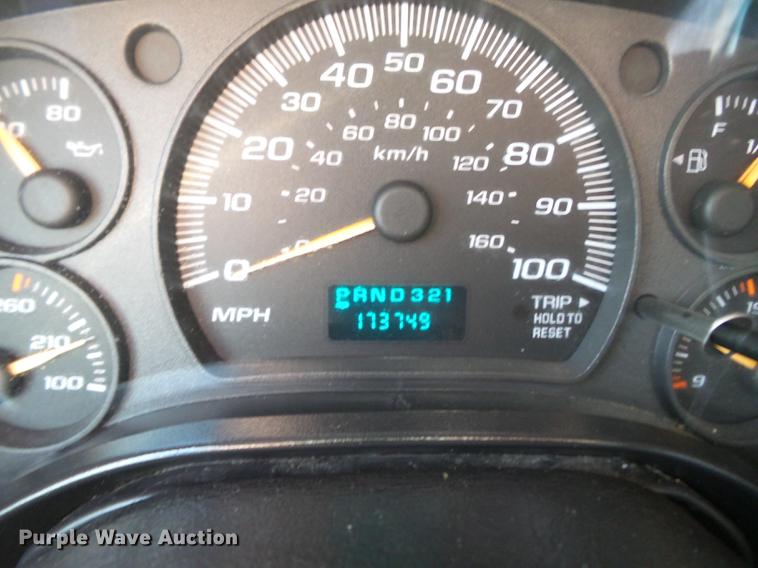 80
0 10 20 30 40 50 60 70 80 90 100
20 40 60 80 100 120 140 160
km/h
MPH
PRND321
173749
TRIP ►
HOLD TO
RESET
F
260
210
100
9
Purple Wave Auction